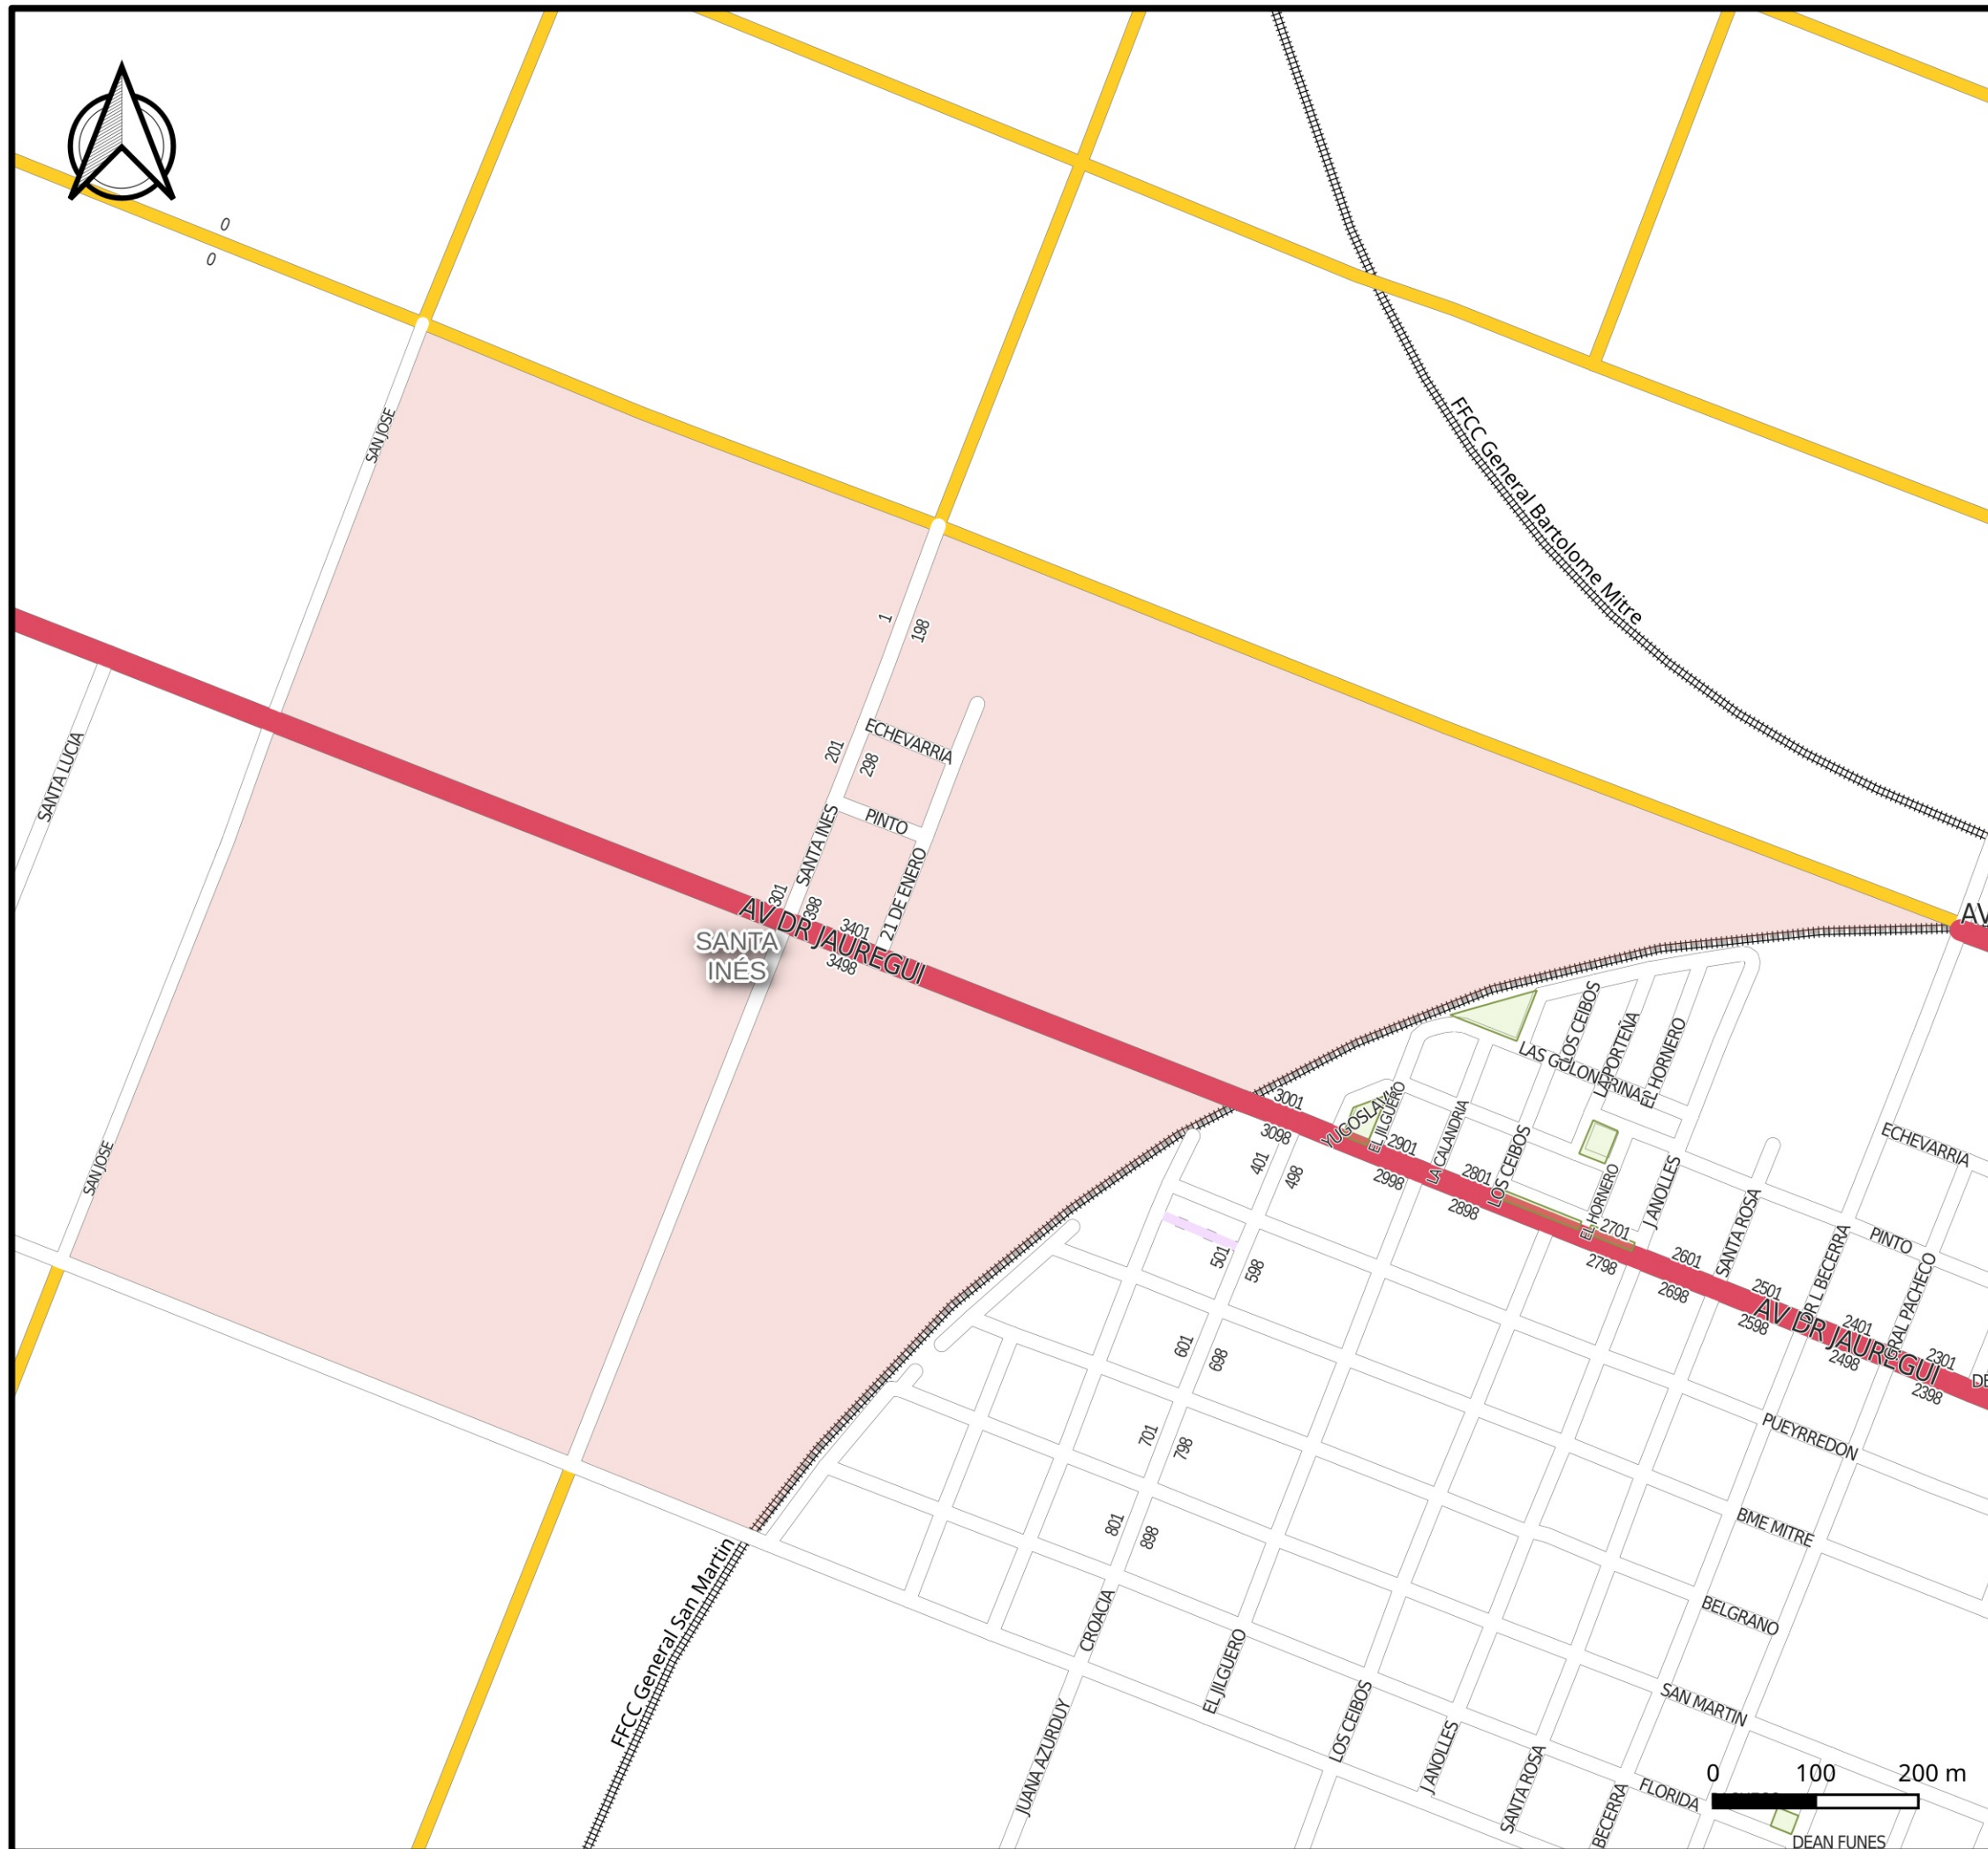 0
0
SAN JOSE
FFCC General Bartolome Mitre
1
198
ECHEVARRIA
201
298
SANTA LUCIA
PINTO
SANTA INES
21 DE ENERO
301
398
3401
AV DR JAUREGUI
3498
SANTA
INÉS
AV
LOS CEIBOS
LA PORTEÑA
EL HORNERO
LAS GOLONDRINAS
3001
3098
YUGOSLAVIA
EL JILGUERO
LA CALANDRIA
LOS CEIBOS
EL HORNERO
J ANOLLES
SANTA ROSA
ECHEVARRIA
PINTO
DR L BECERRA
GRAL PACHECO
SAN JOSE
401
498
2901
2998
2801
2898
2701
2798
2601
2698
2501
2598
2401
2498
2301
2398
AV DR JAUREGUI
DE
501
598
601
698
701
798
801
898
PUEYRREDON
BME MITRE
BELGRANO
SAN MARTIN
FLORIDA
FFCC General San Martin
CROACIA
EL JILGUERO
JUANA AZURDUY
LOS CEIBOS
J ANOLLES
SANTA ROSA
BECERRA
0 100 200 m
DEAN FUNES